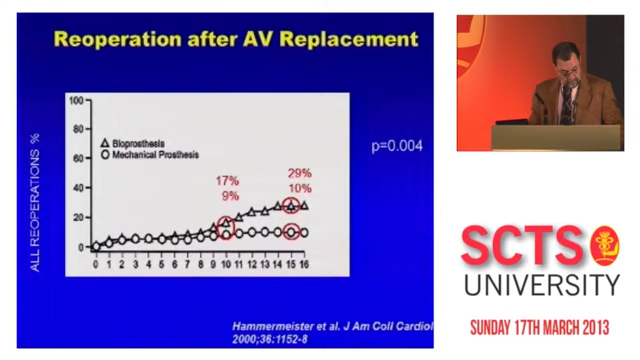 Reoperation after AV Replacement
ALL REOPERATIONS %
100
80
60
40
20
0
Bioprosthesis
Mechanical Prosthesis
17%
9%
29%
10%
p=0.004
0 1 2 3 4 5 6 7 8 9 10 11 12 13 14 15 16
Hammermeister et al. J Am Coll Cardiol
2000;36:1152-8
SCTS
UNIVERSITY
SUNDAY 17TH MARCH 2013